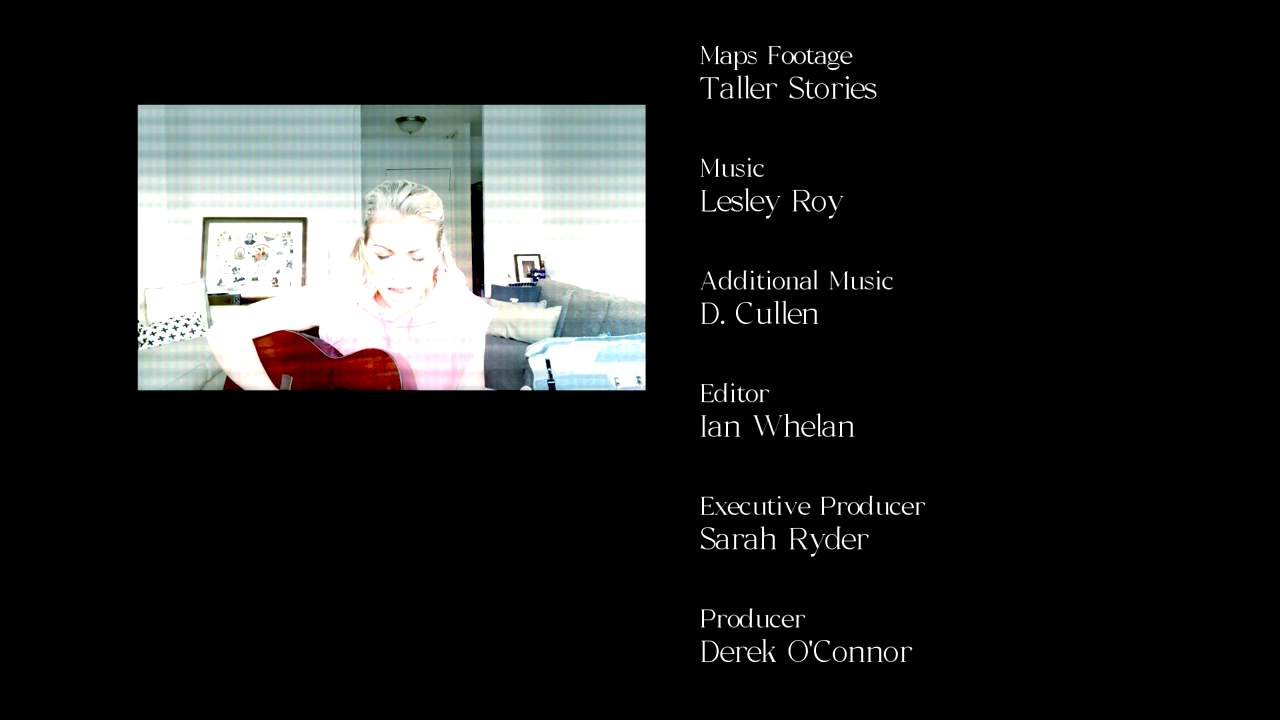 Maps Footage
Taller Stories
Music
Lesley Roy
Additional Music
D. Cullen
Editor
Ian Whelan
Executive Producer
Sarah Ryder
Producer
Derek O'Connor